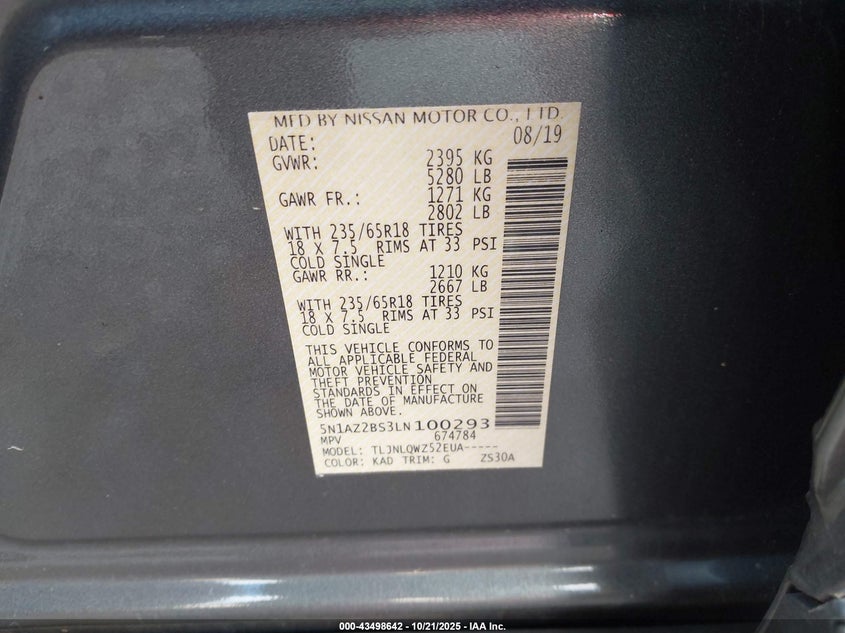 MFD BY NISSAN MOTOR CO., LTD.
DATE: 08/19
GVWR: 2395 KG
5280 LB
GAWR FR.: 1271 KG
2802 LB
WITH 235/65R18 TIRES
18 X 7.5 RIMS AT 33 PSI
COLD SINGLE
GAWR RR.: 1210 KG
2667 LB
WITH 235/65R18 TIRES
18 X 7.5 RIMS AT 33 PSI
COLD SINGLE
THIS VEHICLE CONFORMS TO
ALL APPLICABLE FEDERAL
MOTOR VEHICLE SAFETY AND
THEFT PREVENTION
STANDARDS IN EFFECT ON
THE DATE OF MANUFACTURE
SHOWN ABOVE.
5N1AZ2BS3LN100293
MPV 674784
MODEL: TLJNLQWZ52EUA-----
COLOR: KAD TRIM: G ZS30A
000-43498642 - 10/21/2025 - IAA Inc.